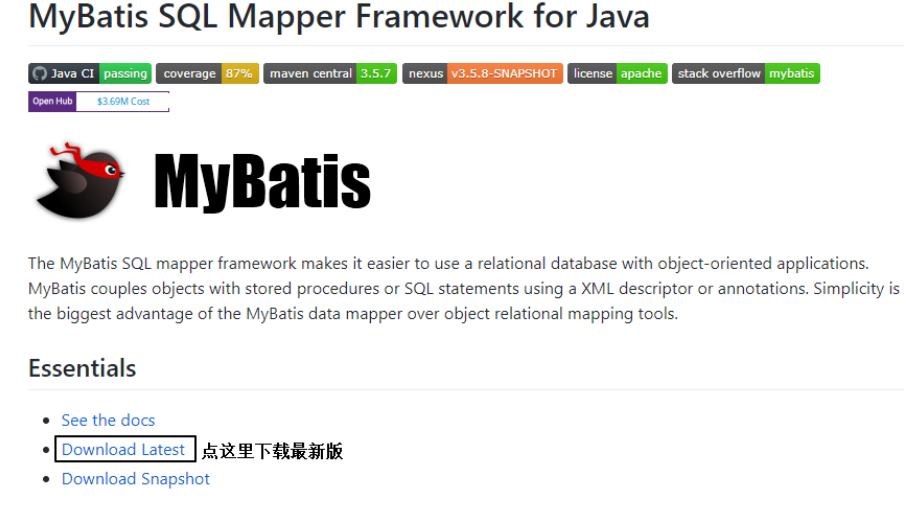 MyBatis SQL Mapper Framework for Java
Java CI passing coverage 87% maven central 3.5.7 nexus v3.5.8-SNAPSHOT license apache stack overflow mybatis
Open Hub $3.69M Cost
MyBatis
The MyBatis SQL mapper framework makes it easier to use a relational database with object-oriented applications.
MyBatis couples objects with stored procedures or SQL statements using a XML descriptor or annotations. Simplicity is
the biggest advantage of the MyBatis data mapper over object relational mapping tools.
Essentials
See the docs
Download Latest 点这里下载最新版
Download Snapshot